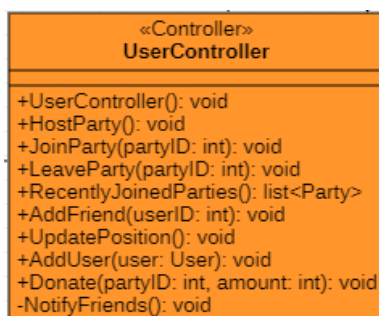 «Controller»
UserController
+UserController(): void
+HostParty(): void
+JoinParty(partyID: int): void
+LeaveParty(partyID: int): void
+RecentlyJoinedParties(): list<Party>
+AddFriend(userID: int): void
+UpdatePosition(): void
+AddUser(user: User): void
+Donate(partyID: int, amount: int): void
-NotifyFriends(): void